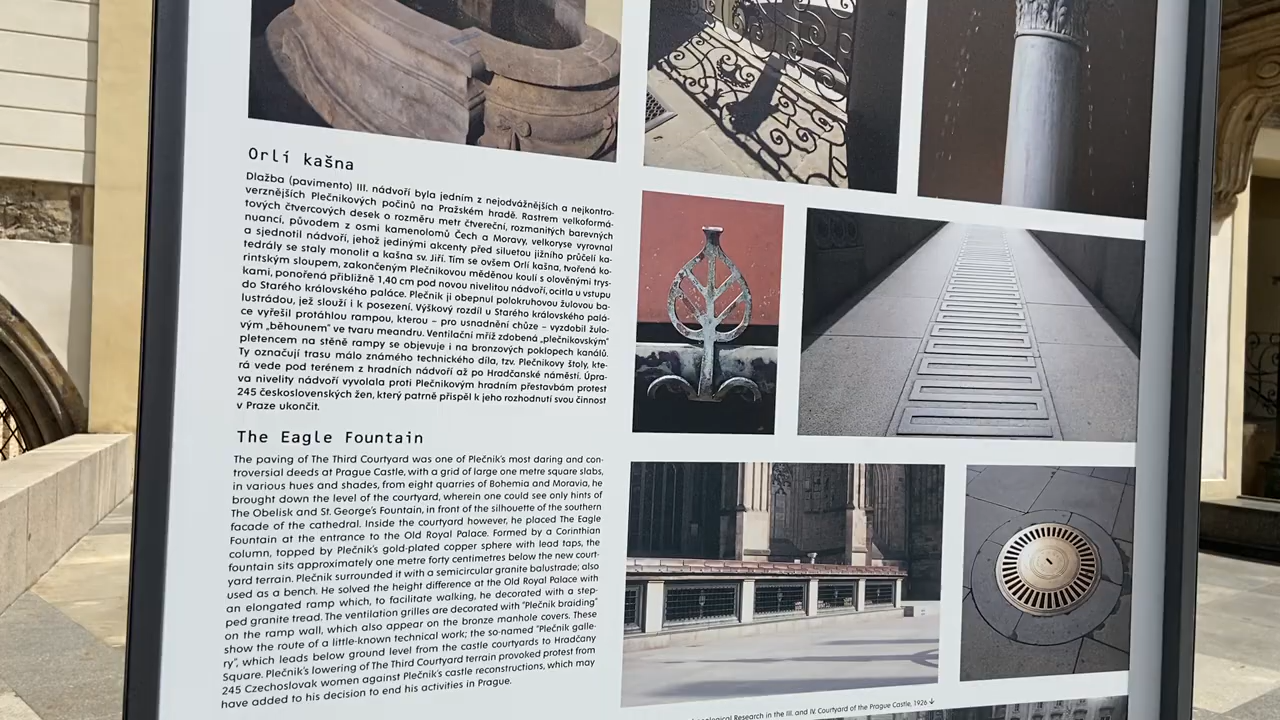 Orlí kašna
Dlažba (pavimento) III. nádvoří byla jedním z nejodvážnějších a nejkontro-
verznějších Plečnikových počinů na Pražském hradě. Rastrem velkoformá-
tových čtvercových desek o rozměru metr čtvereční, rozmanitých barevných
nuancí, původem z osmi kamenolomů Čech a Moravy, velkoryse vyrovnal
a sjednotil nádvoří, jehož jedinými akcenty před siluetou jižního průčelí ka-
tedrály se staly monolit a kašna sv. Jiří. Tím se ovšem Orlí kašna, tvořená ko-
rintským sloupem, zakončeným Plečnikovou měděnou koulí s olověnými trys-
kami, ponořená přibližně 1,40 cm pod novou nivelitou nádvoří, ocitla u vstupu
do Starého královského paláce. Plečnik ji obepnul polokruhovou žulovou ba-
lustrádou, jež slouží i k posezení. Výškový rozdíl u Starého královského palá-
ce vyřešil protáhlou rampou, kterou – pro usnadnění chůze – vyzdobil žulo-
vým „běhounem" ve tvaru meandru. Ventilační mříž zdobená „plečnikovským"
pletencem na stěně rampy se objevuje i na bronzových poklopech kanálů.
Ty označují trasu málo známého technického díla, tzv. Plečnikovy štoly, kte-
rá vede pod terénem z hradních nádvoří až po Hradčanské náměstí. Úpra-
va nivelity nádvoří vyvolala proti Plečnikovým hradním přestavbám protest
245 československých žen, který patrně přispěl k jeho rozhodnutí svou činnost
v Praze ukončit.
The Eagle Fountain
The paving of The Third Courtyard was one of Plečnik's most daring and con-
troversial deeds at Prague Castle, with a grid of large one metre square slabs,
in various hues and shades, from eight quarries of Bohemia and Moravia, he
brought down the level of the courtyard, wherein one could see only hints of
The Obelisk and St. George's Fountain, in front of the silhouette of the southern
facade of the cathedral. Inside the courtyard however, he placed The Eagle
Fountain at the entrance to the Old Royal Palace. Formed by a Corinthian
column, topped by Plečnik's gold-plated copper sphere with lead taps, the
fountain sits approximately one metre forty centimetres below the new court-
yard terrain. Plečnik surrounded it with a semicircular granite balustrade; also
used as a bench. He solved the height difference at the Old Royal Palace with
an elongated ramp which, to facilitate walking, he decorated with a step-
ped granite tread. The ventilation grilles are decorated with "Plečnik braiding"
on the ramp wall, which also appear on the bronze manhole covers. These
show the route of a little-known technical work; the so-named "Plečnik galle-
ry", which leads below ground level from the castle courtyards to Hradčany
Square. Plečnik's lowering of The Third Courtyard terrain provoked protest from
245 Czechoslovak women against Plečnik's castle reconstructions, which may
have added to his decision to end his activities in Prague.
Research in the III. and IV. Courtyard of the Prague Castle, 1926 ↓